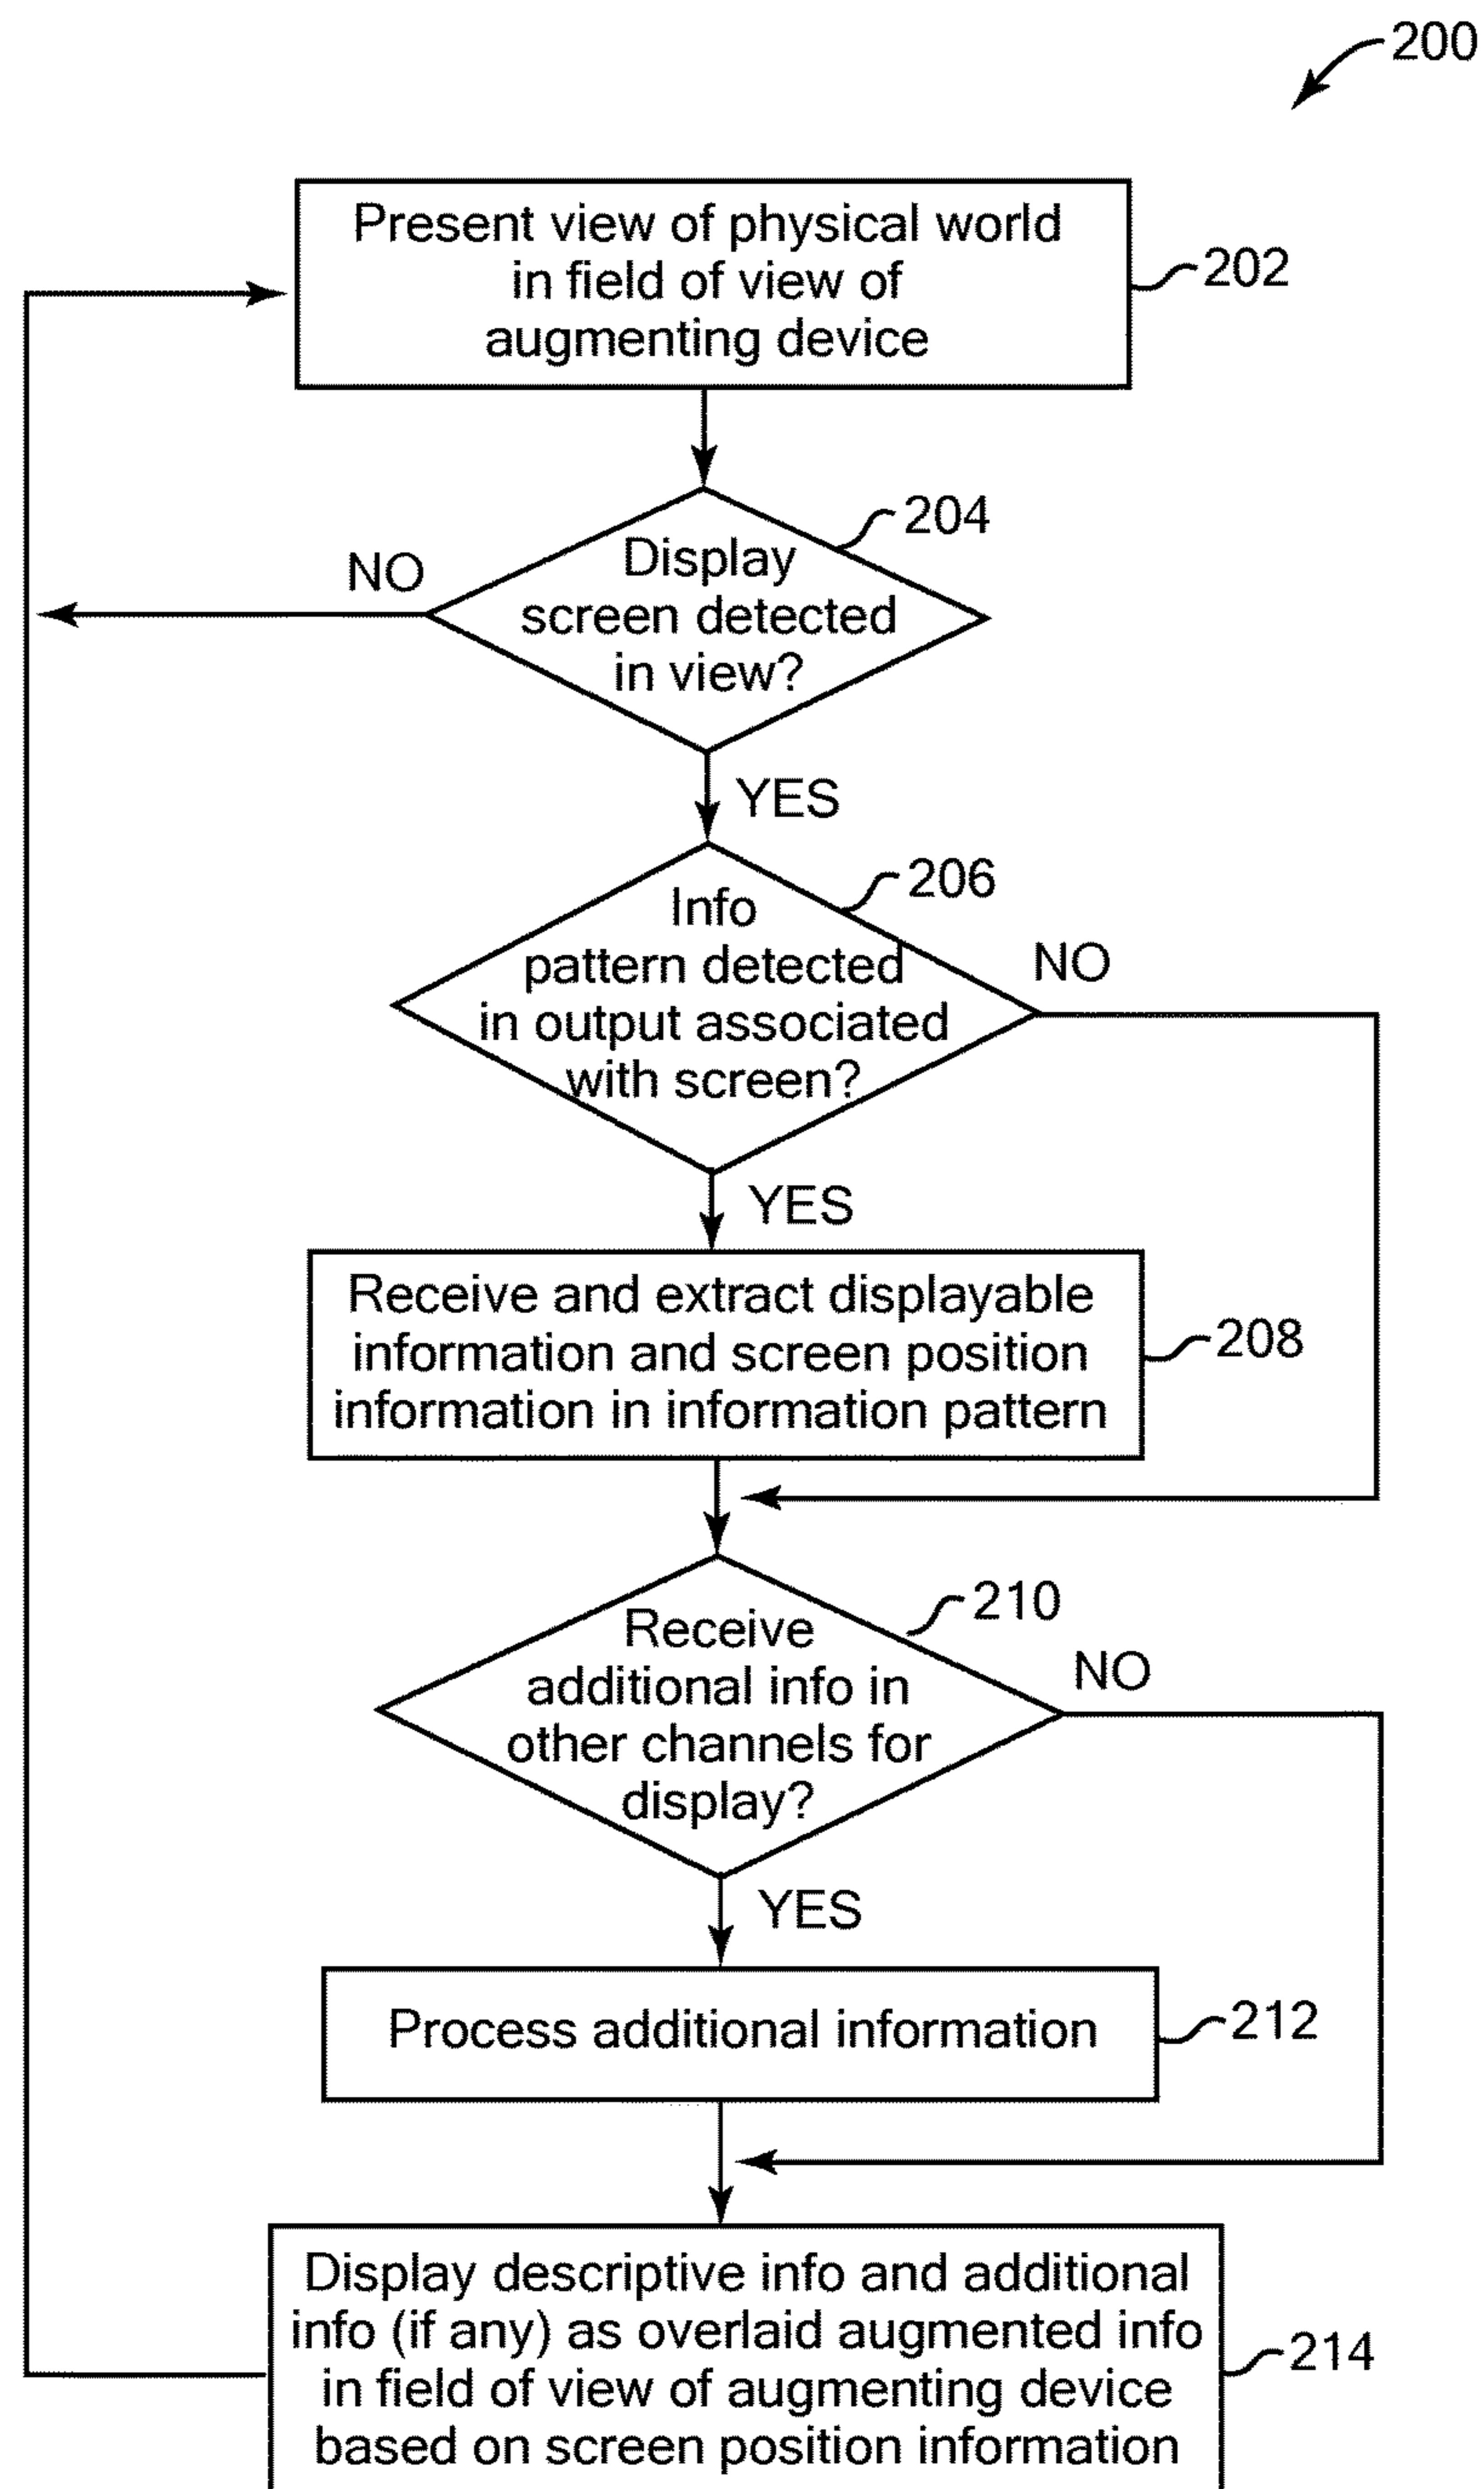 200
Present view of physical world
in field of view of
augmenting device
202
204
Display
screen detected
in view?
NO
YES
206
Info
pattern detected
in output associated
with screen?
NO
YES
Receive and extract displayable
information and screen position
information in information pattern
208
210
Receive
additional info in
other channels for
display?
NO
YES
Process additional information
212
Display descriptive info and additional
info (if any) as overlaid augmented info
in field of view of augmenting device
based on screen position information
214